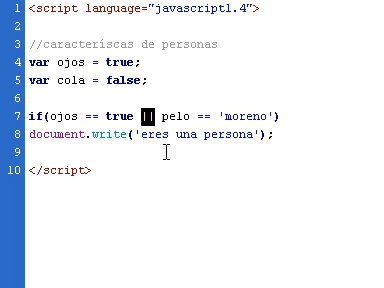 1 <script language="javascript1.4">
2
3 //caracteríscas de personas
4 var ojos = true;
5 var cola = false;
6
7 if(ojos == true || pelo == 'moreno')
8 document.write('eres una persona');
9
10 </script>